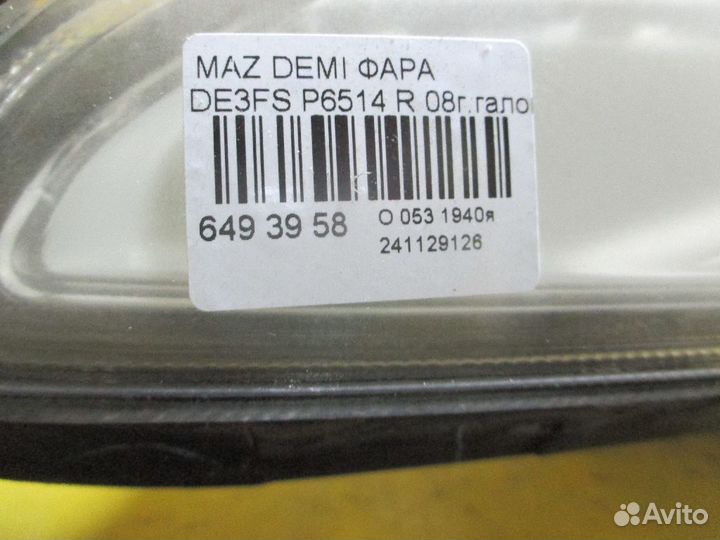 MAZ DEMI ФАРА
DE3FS P6514 R 08г.гало
649 39 58
О 053 1940я
241129126
Avito